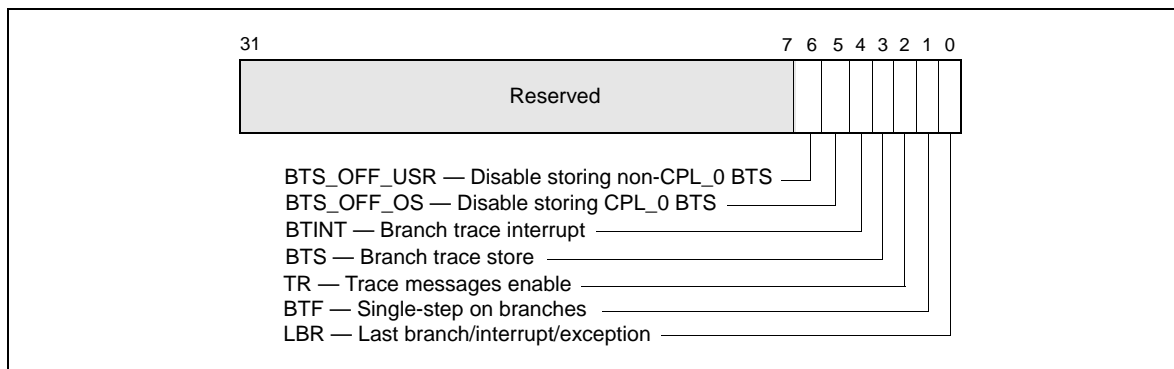 31 7 6 5 4 3 2 1 0
Reserved
BTS_OFF_USR — Disable storing non-CPL_0 BTS
BTS_OFF_OS — Disable storing CPL_0 BTS
BTINT — Branch trace interrupt
BTS — Branch trace store
TR — Trace messages enable
BTF — Single-step on branches
LBR — Last branch/interrupt/exception